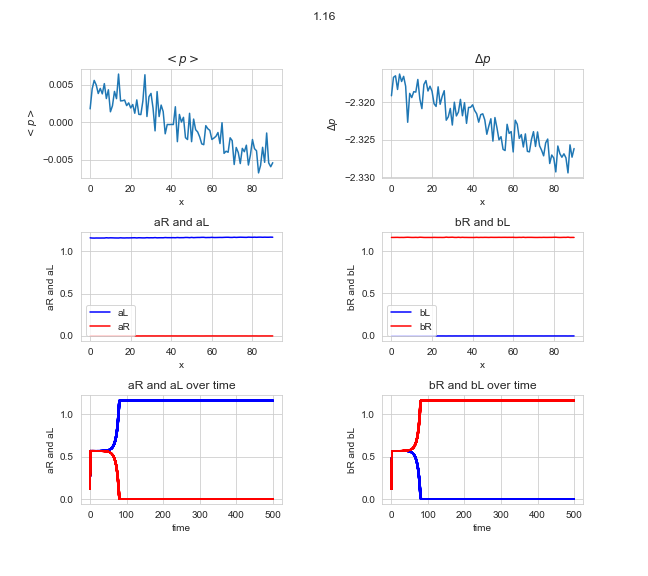 1.16
< p >
Δp
0.005
0.000
−0.005
< p >
0 20 40 60 80
x
−2.320
−2.325
−2.330
Δp
0 20 40 60 80
x
aR and aL
bR and bL
1.0
0.5
0.0
aR and aL
aL
aR
0 20 40 60 80
x
1.0
0.5
0.0
bR and bL
bL
bR
0 20 40 60 80
x
aR and aL over time
bR and bL over time
1.0
0.5
0.0
aR and aL
0 100 200 300 400 500
time
1.0
0.5
0.0
bR and bL
0 100 200 300 400 500
time